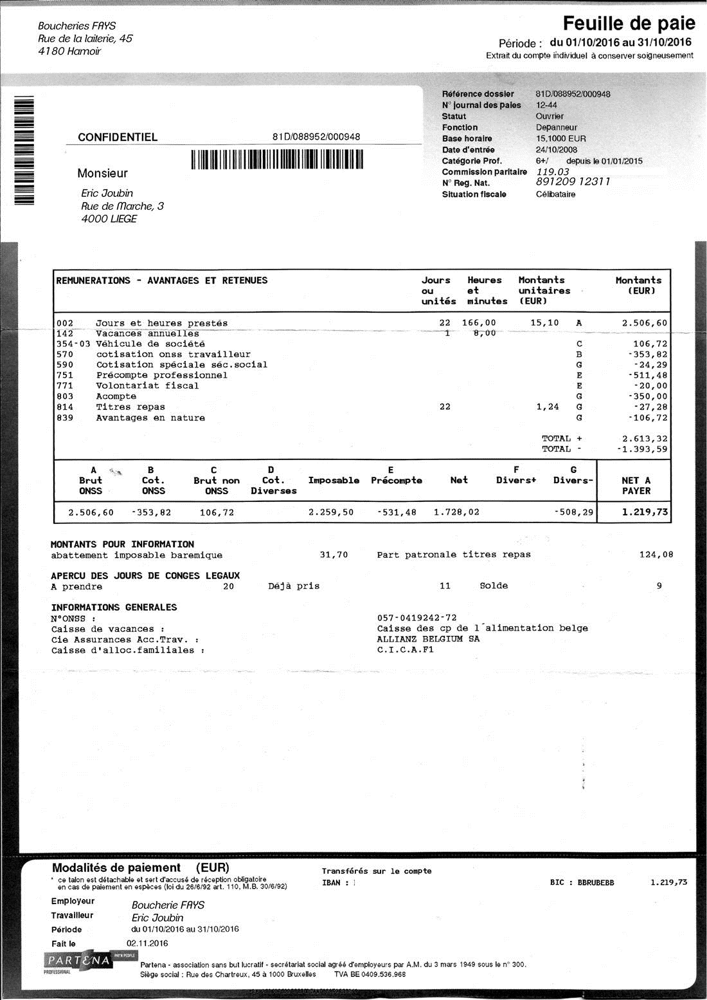 Boucheries FAYS
Rue de la laiterie, 45
4180 Hamoir
Feuille de paie
Période : du 01/10/2016 au 31/10/2016
Extrait du compte individuel à conserver soigneusement
Référence dossier 81D/088952/000948
N° journal des paies 12-44
Statut Ouvrier
Fonction Depanneur
Base horaire 15,1000 EUR
Date d'entrée 24/10/2008
Catégorie Prof. 6+/ depuis le 01/01/2015
Commission paritaire 119.03
N° Reg. Nat. 891209 12311
Situation fiscale Célibataire
CONFIDENTIEL 81D/088952/000948
Monsieur
Eric Joubin
Rue de Marche, 3
4000 LIEGE
REMUNERATIONS - AVANTAGES ET RETENUES Jours ou unités Heures et minutes Montants unitaires (EUR) Montants (EUR)
002 Jours et heures prestés 22 166,00 15,10 A 2.506,60
142 Vacances annuelles 1 8,00
354-03 Véhicule de société C 106,72
570 cotisation onss travailleur B -353,82
590 Cotisation spéciale séc.social G -24,29
751 Précompte professionnel E -511,48
771 Volontariat fiscal E -20,00
803 Acompte G -350,00
814 Titres repas 22 1,24 G -27,28
839 Avantages en nature G -106,72
TOTAL + 2.613,32
TOTAL - -1.393,59
A B C D E F G
Brut Cot. Brut non Cot. Imposable Précompte Net Divers+ Divers- NET A
ONSS ONSS ONSS Diverses PAYER
2.506,60 -353,82 106,72 2.259,50 -531,48 1.728,02 -508,29 1.219,73
MONTANTS POUR INFORMATION
abattement imposable baremique 31,70 Part patronale titres repas 124,08
APERCU DES JOURS DE CONGES LEGAUX
A prendre 20 Déjà pris 11 Solde 9
INFORMATIONS GENERALES
N°ONSS : 057-0419242-72
Caisse de vacances : Caisse des cp de l´alimentation belge
Cie Assurances Acc.Trav. : ALLIANZ BELGIUM SA
Caisse d'alloc.familiales : C.I.C.A.F1
Modalités de paiement (EUR)
* ce talon est détachable et sert d'accusé de réception obligatoire
en cas de paiement en espèces (loi du 26/6/92 art. 110, M.B. 30/6/92)
Transférés sur le compte
IBAN : BIC : BBRUBEBB 1.219,73
Employeur Boucherie FAYS
Travailleur Eric Joubin
Période du 01/10/2016 au 31/10/2016
Fait le 02.11.2016
PARTENA PAY'N PEOPLE
PROFESSIONAL
Partena - association sans but lucratif - secrétariat social agréé d'employeurs par A.M. du 3 mars 1949 sous le n° 300.
Siège social : Rue des Chartreux, 45 à 1000 Bruxelles TVA BE 0409.536.968